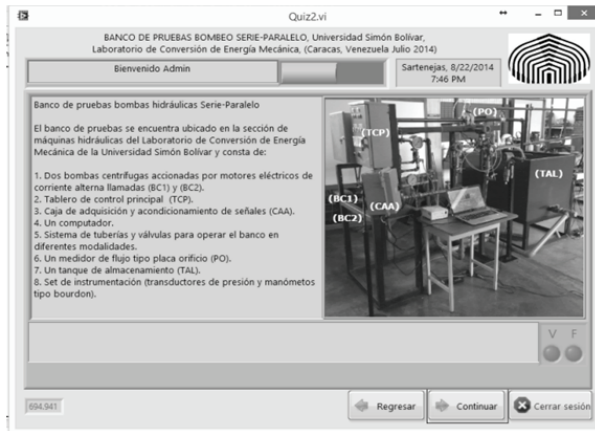 Quiz2.vi
BANCO DE PRUEBAS BOMBEO SERIE-PARALELO, Universidad Simón Bolívar,
Laboratorio de Conversión de Energía Mecánica, (Caracas, Venezuela Julio 2014)
Bienvenido Admin
Sartenejas, 8/22/2014
7:46 PM
Banco de pruebas bombas hidráulicas Serie-Paralelo
El banco de pruebas se encuentra ubicado en la sección de
máquinas hidráulicas del Laboratorio de Conversión de Energía
Mecánica de la Universidad Simón Bolívar y consta de:
1. Dos bombas centrífugas accionadas por motores eléctricos de
corriente alterna llamadas (BC1) y (BC2).
2. Tablero de control principal (TCP).
3. Caja de adquisición y acondicionamiento de señales (CAA).
4. Un computador.
5. Sistema de tuberías y válvulas para operar el banco en
diferentes modalidades.
6. Un medidor de flujo tipo placa orificio (PO).
7. Un tanque de almacenamiento (TAL).
8. Set de instrumentación (transductores de presión y manómetros
tipo bourdon).
(PO)
(TCP)
(TAL)
(BC1)
(CAA)
(BC2)
V F
694.941
Regresar
Continuar
Cerrar sesión